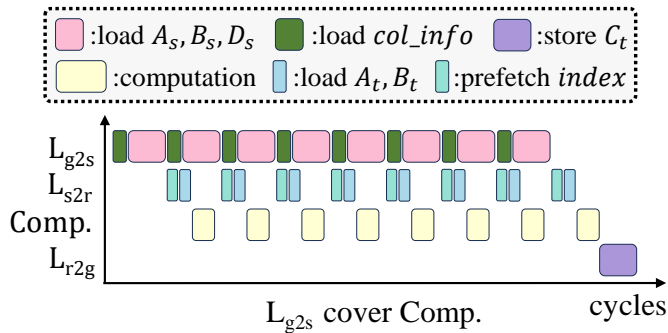 :load A_s, B_s, D_s :load col_info :store C_t
:computation :load A_t, B_t :prefetch index
L_g2s
L_s2r
Comp.
L_r2g
L_g2s cover Comp. cycles